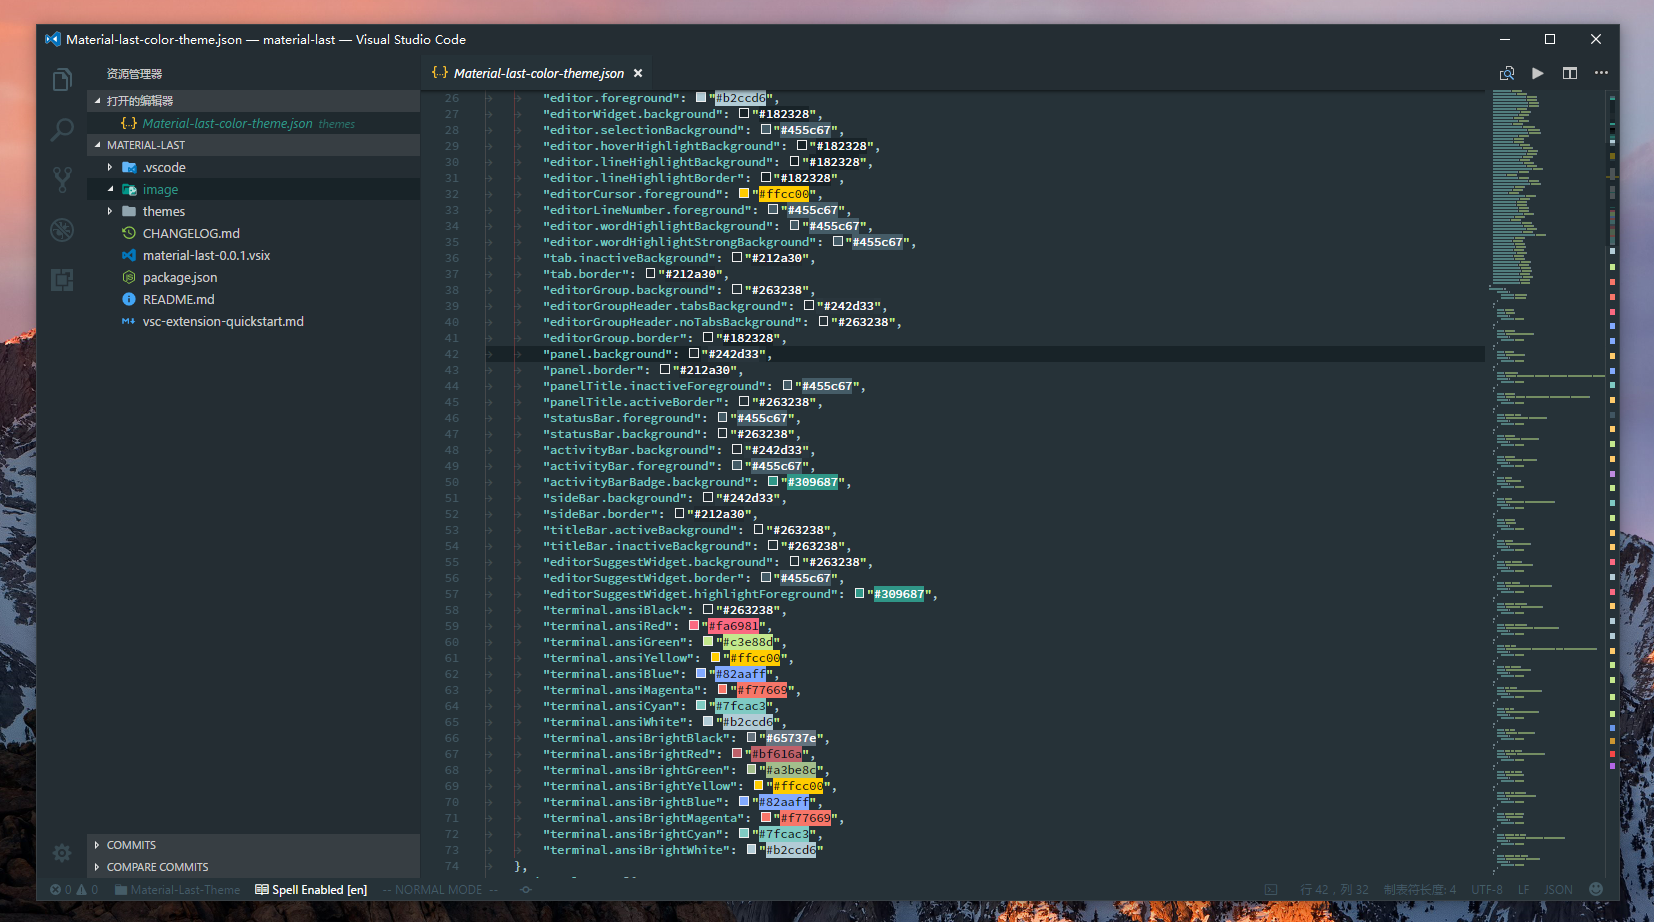 Material-last-color-theme.json — material-last — Visual Studio Code
资源管理器
打开的编辑器
{..} Material-last-color-theme.json themes
MATERIAL-LAST
.vscode
image
themes
CHANGELOG.md
material-last-0.0.1.vsix
package.json
README.md
vsc-extension-quickstart.md
COMMITS
COMPARE COMMITS
{..} Material-last-color-theme.json
26 "editor.foreground": "#b2ccd6",
27 "editorWidget.background": "#182328",
28 "editor.selectionBackground": "#455c67",
29 "editor.hoverHighlightBackground": "#182328",
30 "editor.lineHighlightBackground": "#182328",
31 "editor.lineHighlightBorder": "#182328",
32 "editorCursor.foreground": "#ffcc00",
33 "editorLineNumber.foreground": "#455c67",
34 "editor.wordHighlightBackground": "#455c67",
35 "editor.wordHighlightStrongBackground": "#455c67",
36 "tab.inactiveBackground": "#212a30",
37 "tab.border": "#212a30",
38 "editorGroup.background": "#263238",
39 "editorGroupHeader.tabsBackground": "#242d33",
40 "editorGroupHeader.noTabsBackground": "#263238",
41 "editorGroup.border": "#182328",
42 "panel.background": "#242d33",
43 "panel.border": "#212a30",
44 "panelTitle.inactiveForeground": "#455c67",
45 "panelTitle.activeBorder": "#263238",
46 "statusBar.foreground": "#455c67",
47 "statusBar.background": "#263238",
48 "activityBar.background": "#242d33",
49 "activityBar.foreground": "#455c67",
50 "activityBarBadge.background": "#309687",
51 "sideBar.background": "#242d33",
52 "sideBar.border": "#212a30",
53 "titleBar.activeBackground": "#263238",
54 "titleBar.inactiveBackground": "#263238",
55 "editorSuggestWidget.background": "#263238",
56 "editorSuggestWidget.border": "#455c67",
57 "editorSuggestWidget.highlightForeground": "#309687",
58 "terminal.ansiBlack": "#263238",
59 "terminal.ansiRed": "#fa6981",
60 "terminal.ansiGreen": "#c3e88d",
61 "terminal.ansiYellow": "#ffcc00",
62 "terminal.ansiBlue": "#82aaff",
63 "terminal.ansiMagenta": "#f77669",
64 "terminal.ansiCyan": "#7fcac3",
65 "terminal.ansiWhite": "#b2ccd6",
66 "terminal.ansiBrightBlack": "#65737e",
67 "terminal.ansiBrightRed": "#bf616a",
68 "terminal.ansiBrightGreen": "#a3be8c",
69 "terminal.ansiBrightYellow": "#ffcc00",
70 "terminal.ansiBrightBlue": "#82aaff",
71 "terminal.ansiBrightMagenta": "#f77669",
72 "terminal.ansiBrightCyan": "#7fcac3",
73 "terminal.ansiBrightWhite": "#b2ccd6"
74 },
0 0 Material-Last-Theme Spell Enabled [en] -- NORMAL MODE -- 行 42，列 32 制表符长度: 4 UTF-8 LF JSON